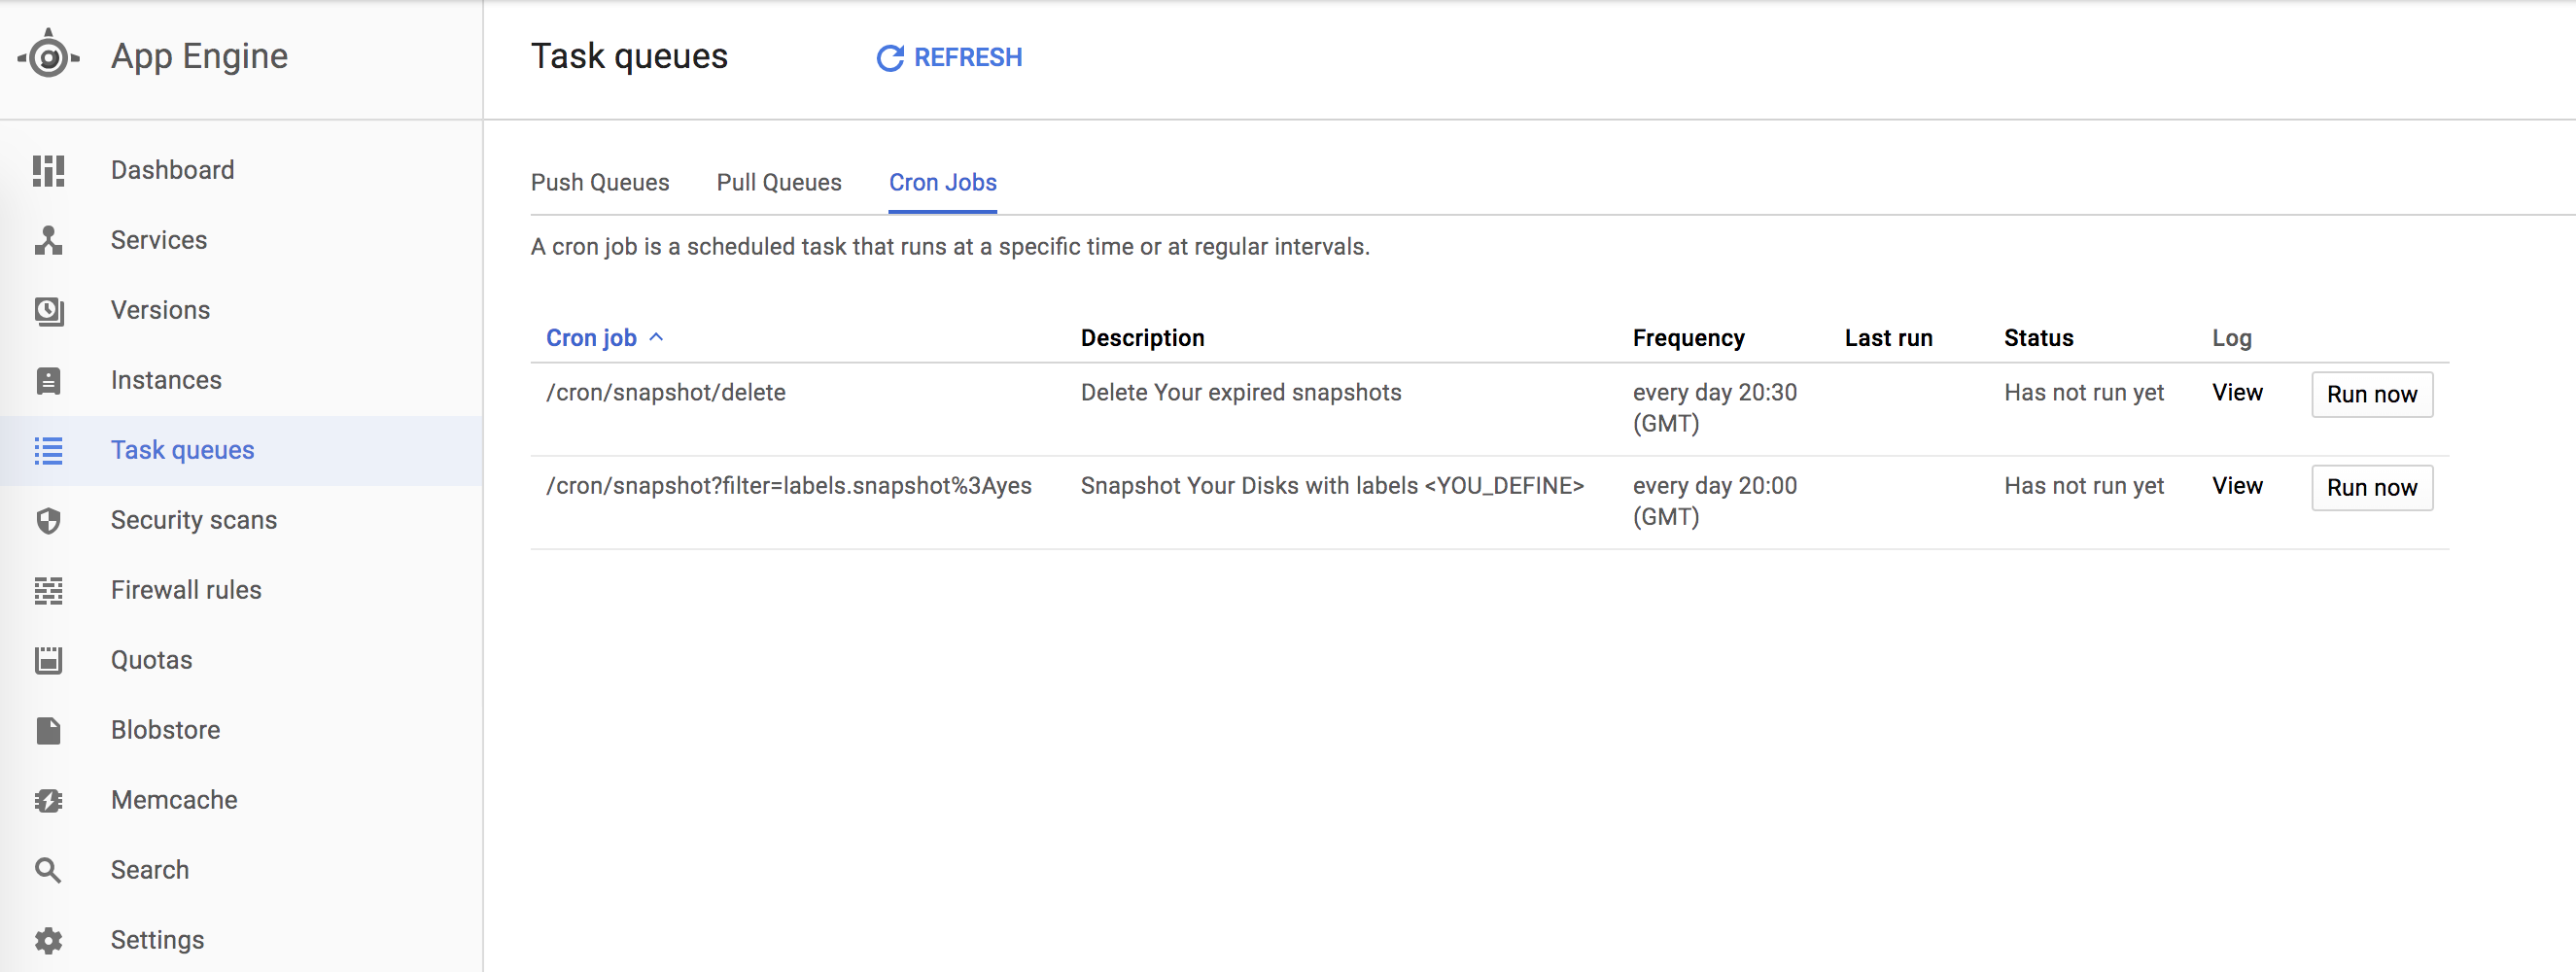 App Engine
Task queues
REFRESH
Dashboard
Services
Versions
Instances
Task queues
Security scans
Firewall rules
Quotas
Blobstore
Memcache
Search
Settings
Push Queues Pull Queues Cron Jobs
A cron job is a scheduled task that runs at a specific time or at regular intervals.
Cron job Description Frequency Last run Status Log
/cron/snapshot/delete Delete Your expired snapshots every day 20:30 Has not run yet View Run now
(GMT)
/cron/snapshot?filter=labels.snapshot%3Ayes Snapshot Your Disks with labels <YOU_DEFINE> every day 20:00 Has not run yet View Run now
(GMT)